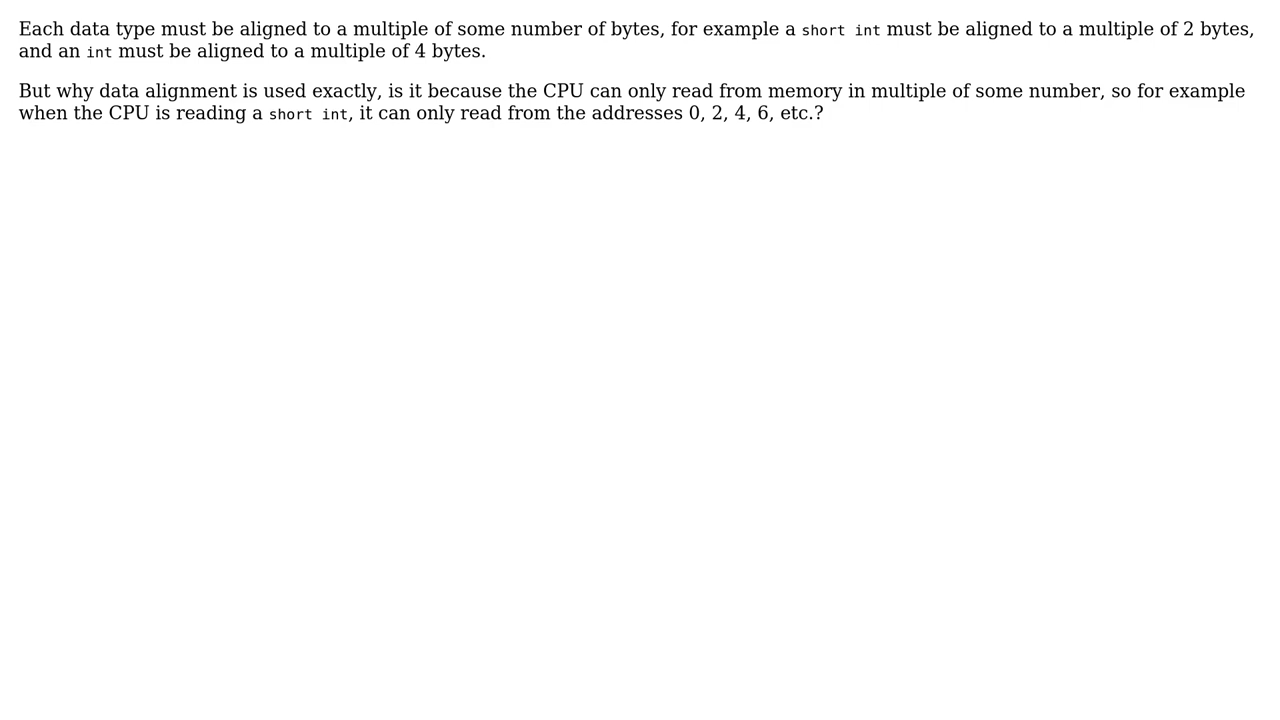 Each data type must be aligned to a multiple of some number of bytes, for example a short int must be aligned to a multiple of 2 bytes,
and an int must be aligned to a multiple of 4 bytes.
But why data alignment is used exactly, is it because the CPU can only read from memory in multiple of some number, so for example
when the CPU is reading a short int, it can only read from the addresses 0, 2, 4, 6, etc.?